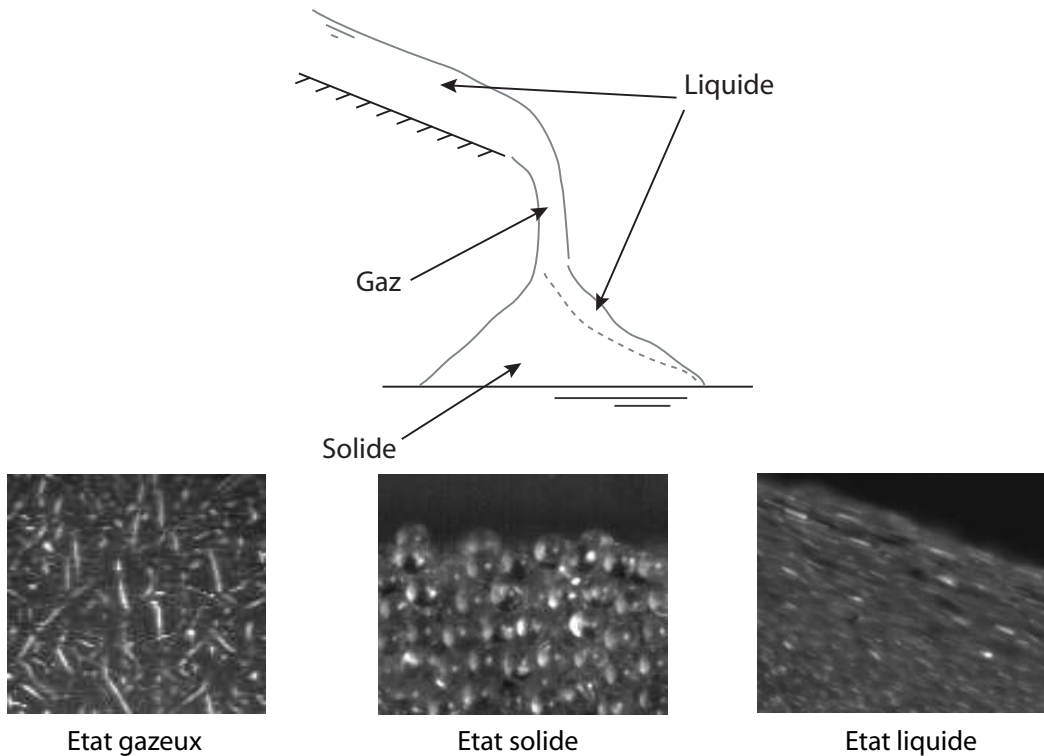 Liquide
Gaz
Solide
Etat gazeux
Etat solide
Etat liquide